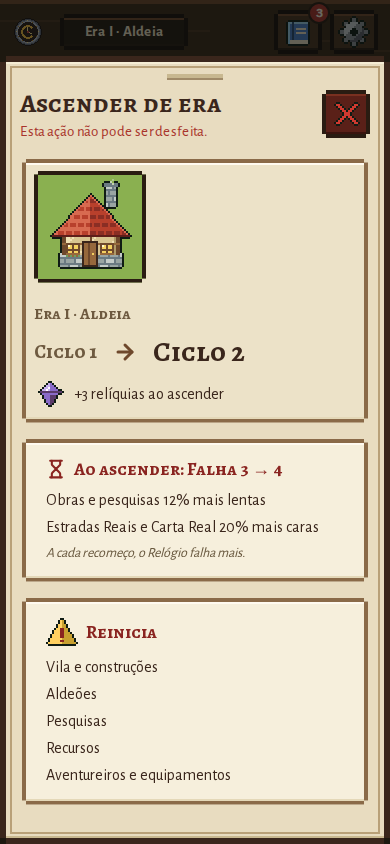 Era I · Aldeia
3
Ascender de era
Esta ação não pode ser desfeita.
Era I · Aldeia
Ciclo 1 → Ciclo 2
+3 relíquias ao ascender
Ao ascender: Falha 3 → 4
Obras e pesquisas 12% mais lentas
Estradas Reais e Carta Real 20% mais caras
A cada recomeço, o Relógio falha mais.
Reinicia
Vila e construções
Aldeões
Pesquisas
Recursos
Aventureiros e equipamentos